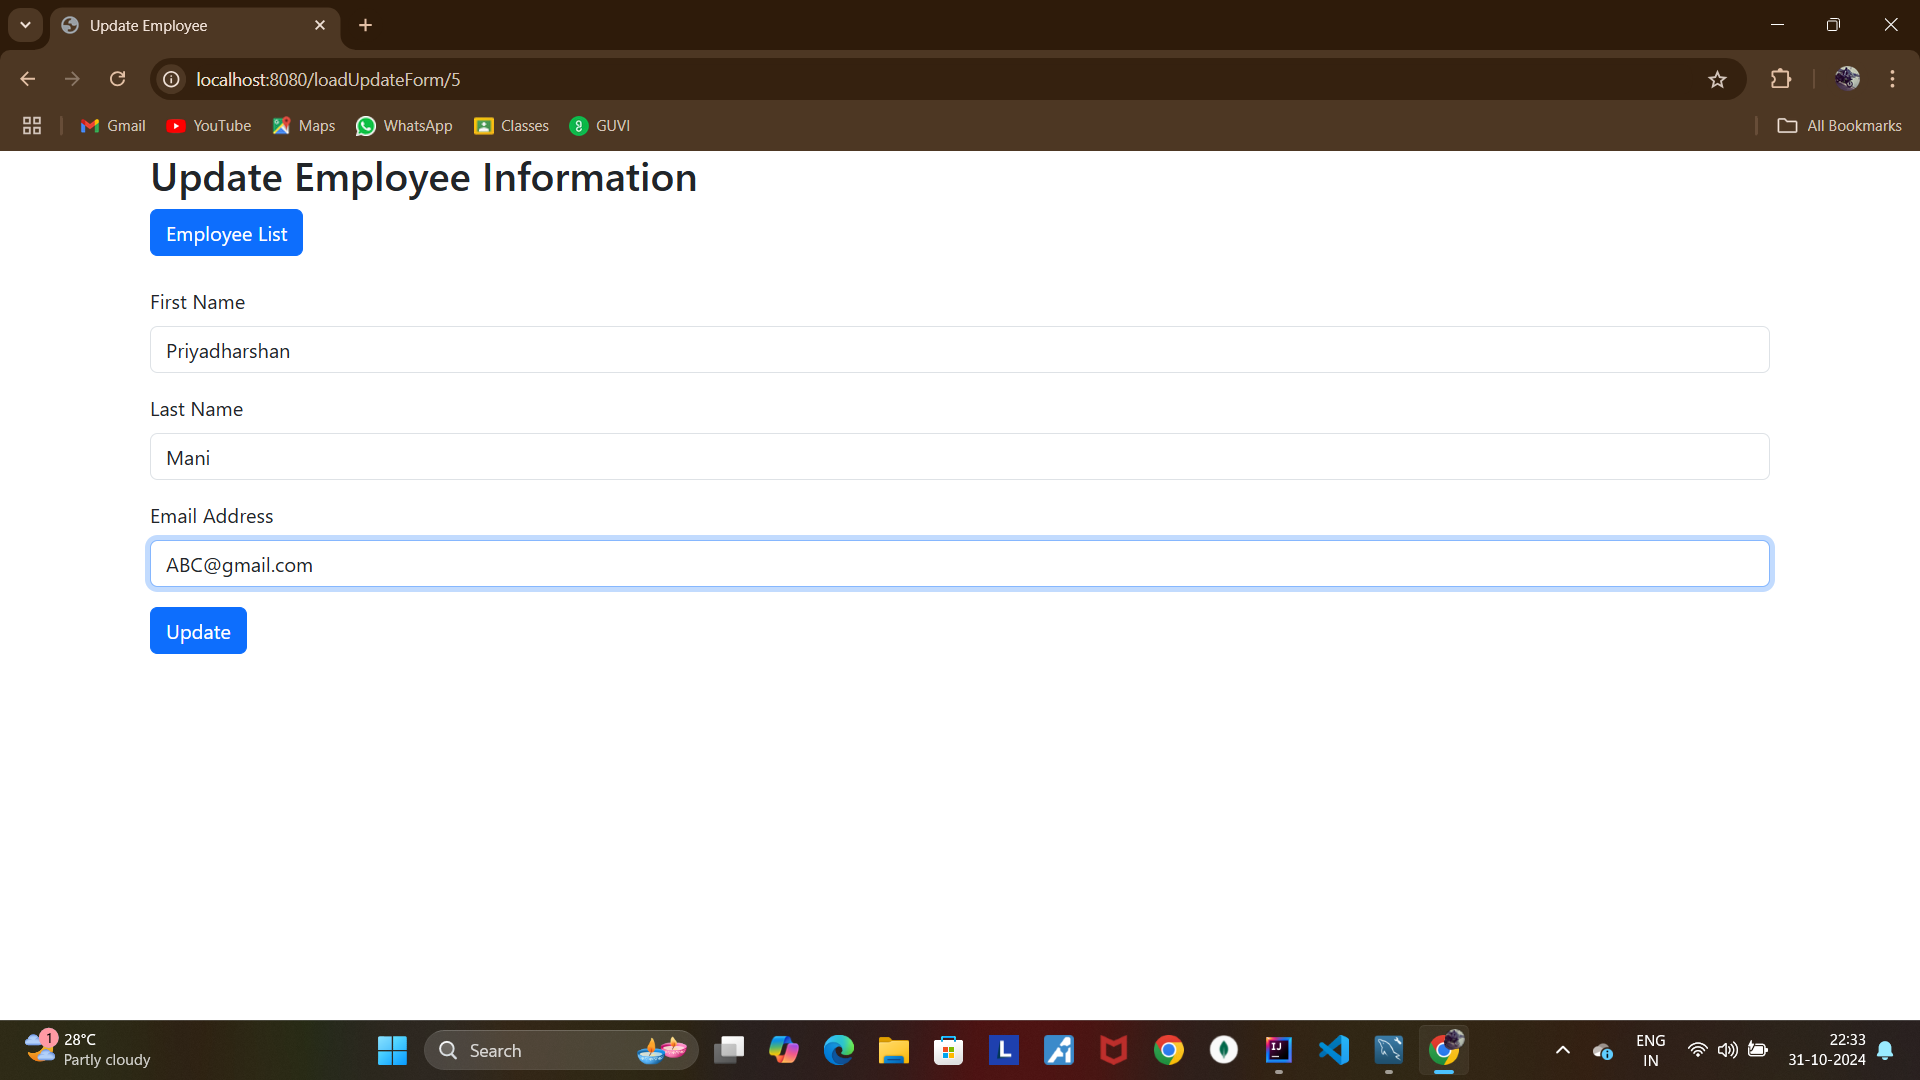 Update Employee
localhost:8080/loadUpdateForm/5
Gmail YouTube Maps WhatsApp Classes GUVI All Bookmarks
Update Employee Information
Employee List
First Name
Priyadharshan
Last Name
Mani
Email Address
ABC@gmail.com
Update
1
28°C
Partly cloudy
Search
L
IJ
ENG
IN
22:33
31-10-2024